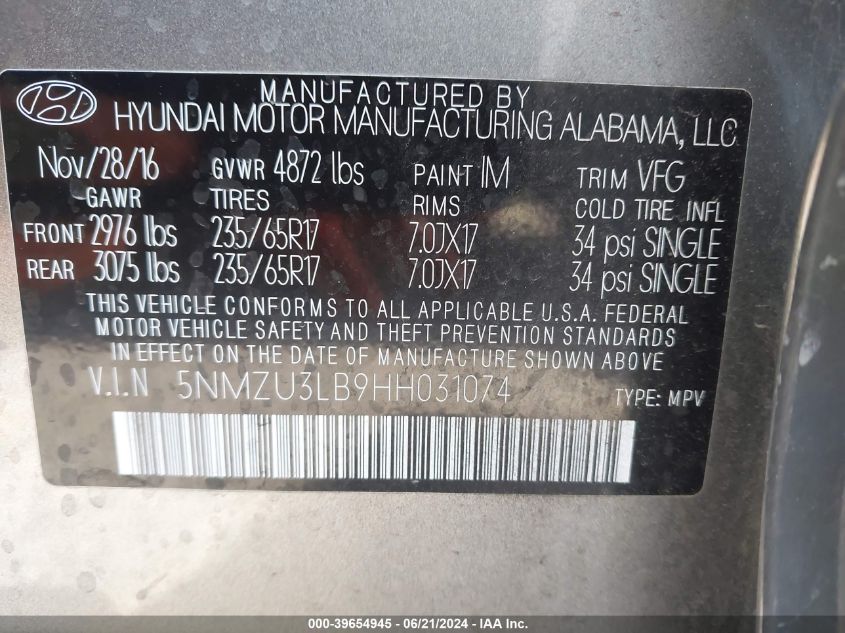 MANUFACTURED BY
HYUNDAI MOTOR MANUFACTURING ALABAMA, LLC
Nov/28/16 GVWR 4872 lbs PAINT IM TRIM VFG
GAWR TIRES RIMS COLD TIRE INFL
FRONT 2976 lbs 235/65R17 7.0JX17 34 psi SINGLE
REAR 3075 lbs 235/65R17 7.0JX17 34 psi SINGLE
THIS VEHICLE CONFORMS TO ALL APPLICABLE U.S.A. FEDERAL
MOTOR VEHICLE SAFETY AND THEFT PREVENTION STANDARDS
IN EFFECT ON THE DATE OF MANUFACTURE SHOWN ABOVE
V.I.N 5NMZU3LB9HH031074 TYPE: MPV
000-39654945 - 06/21/2024 - IAA Inc.